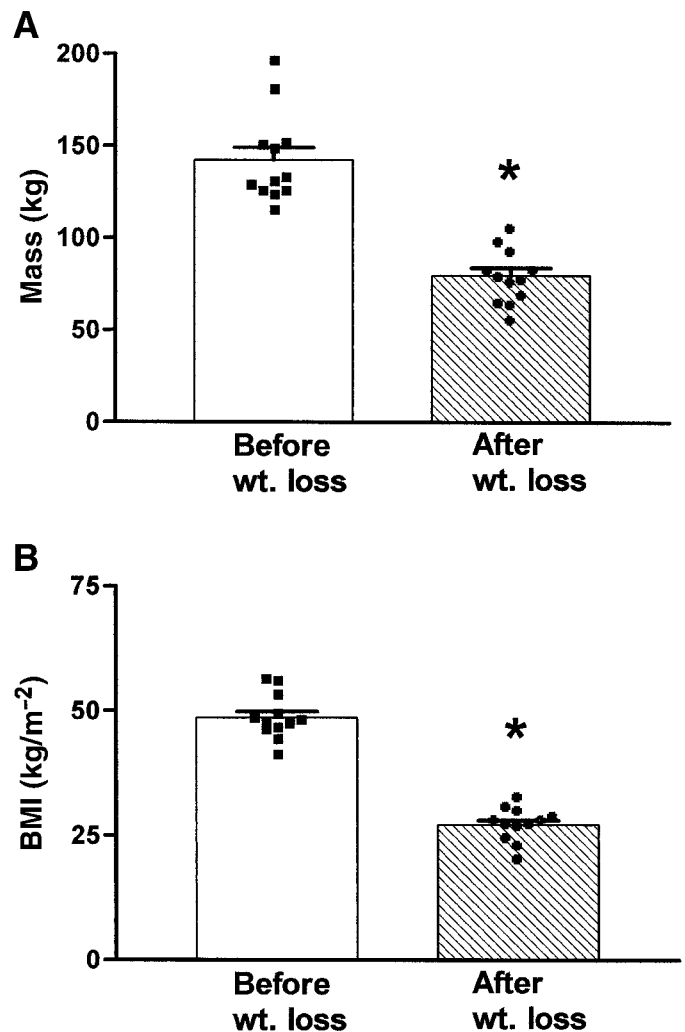 A
200
150
100
50
0
Mass (kg)
*
Before
wt. loss
After
wt. loss
B
75
50
25
0
BMI (kg/m⁻²)
*
Before
wt. loss
After
wt. loss